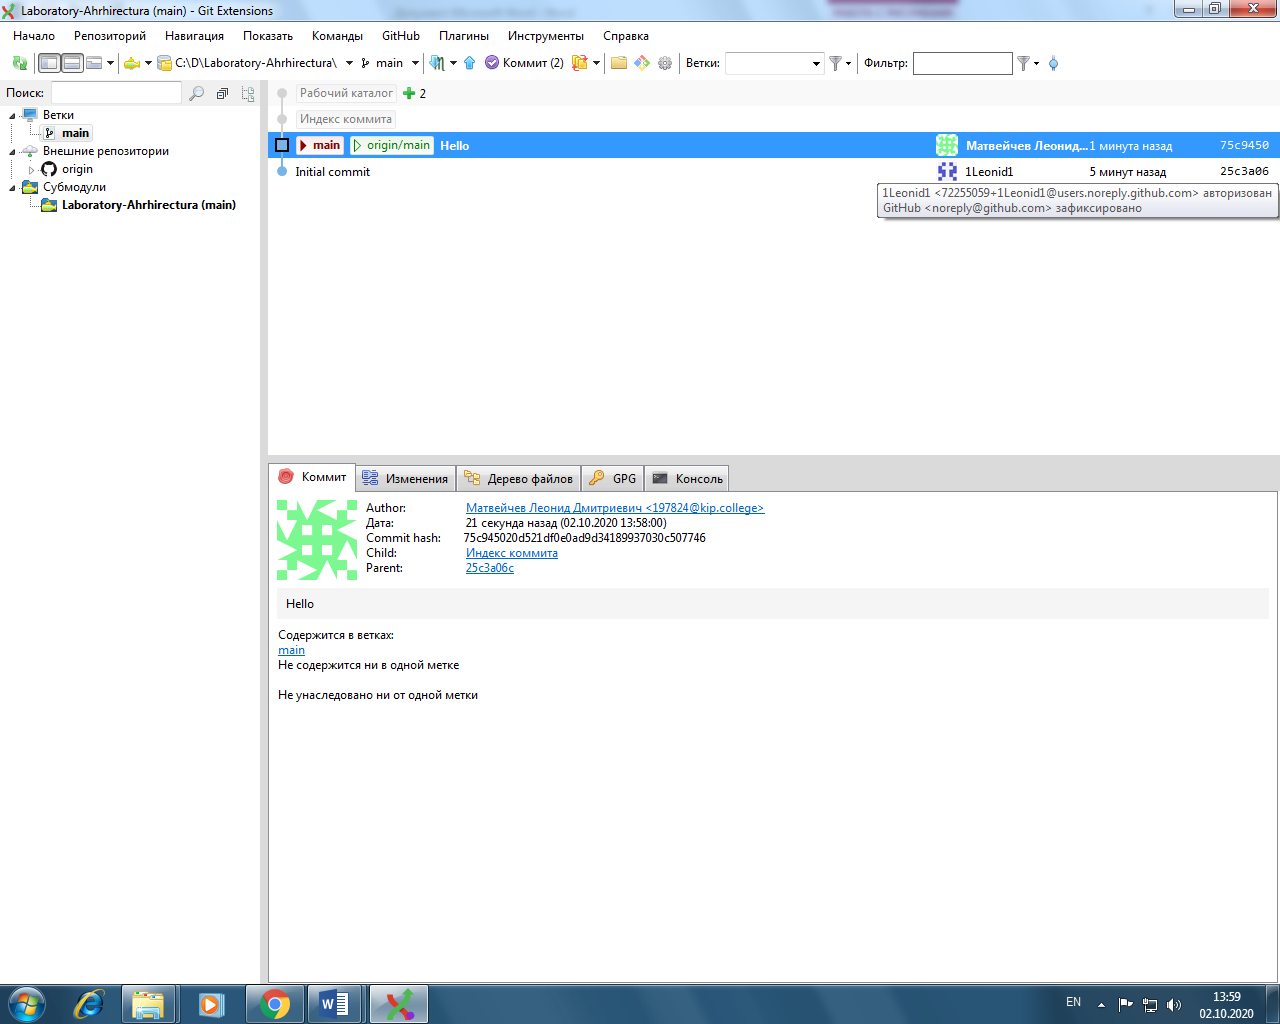 Laboratory-Ahrhirectura (main) - Git Extensions
Начало Репозиторий Навигация Показать Команды GitHub Плагины Инструменты Справка
C:\D\Laboratory-Ahrhirectura\ main Коммит (2) Ветки: Фильтр:
Поиск:
Ветки
main
Внешние репозитории
origin
Субмодули
Laboratory-Ahrhirectura (main)
Рабочий каталог 2
Индекс коммита
main origin/main Hello Матвейчев Леонид... 1 минута назад 75c9450
Initial commit 1Leonid1 5 минут назад 25c3a06
1Leonid1 <72255059+1Leonid1@users.noreply.github.com> авторизован
GitHub <noreply@github.com> зафиксировано
Коммит Изменения Дерево файлов GPG Консоль
Author: Матвейчев Леонид Дмитриевич <197824@kip.college>
Дата: 21 секунда назад (02.10.2020 13:58:00)
Commit hash: 75c945020d521df0e0ad9d34189937030c507746
Child: Индекс коммита
Parent: 25c3a06c
Hello
Содержится в ветках:
main
Не содержится ни в одной метке
Не унаследовано ни от одной метки
EN
13:59
02.10.2020